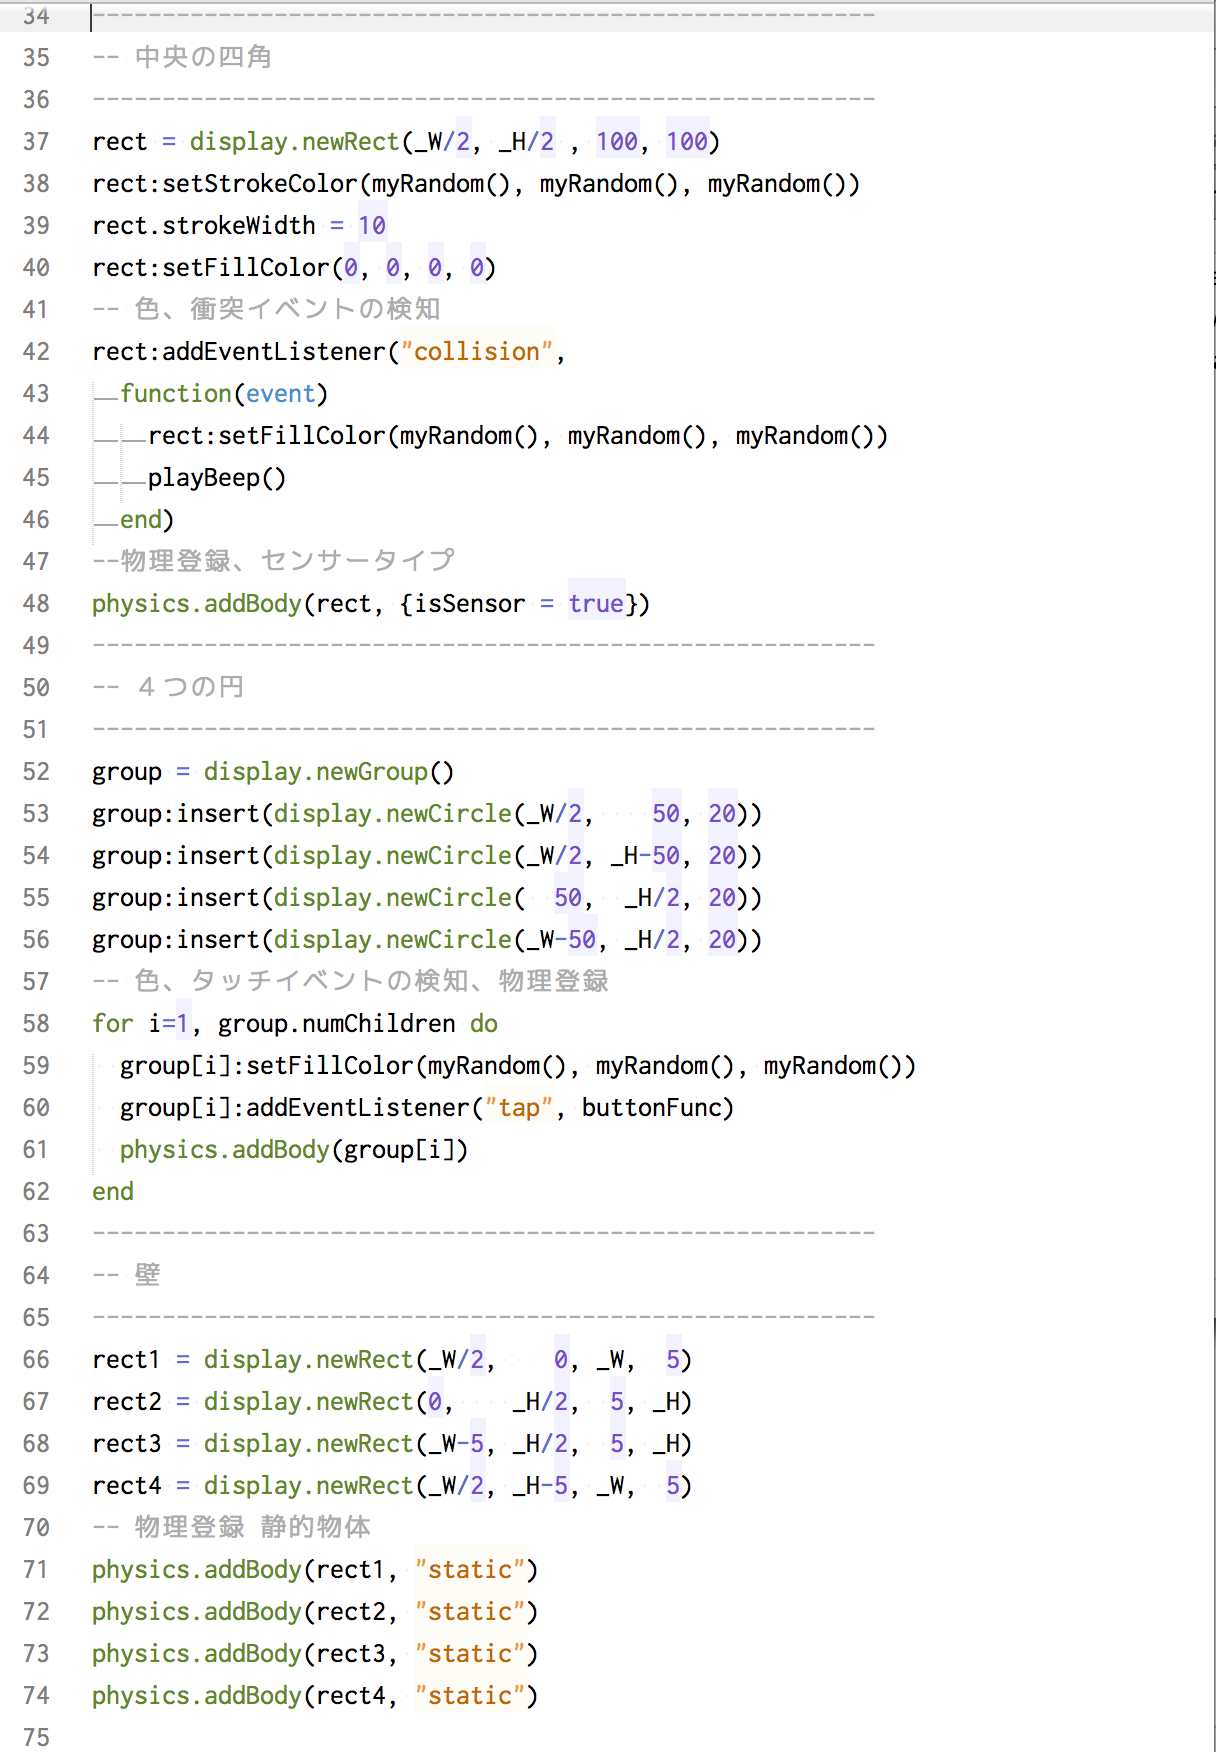 34 --------------------------------------------------------
35 -- 中央の四角
36 --------------------------------------------------------
37 rect = display.newRect(_W/2, _H/2 , 100, 100)
38 rect:setStrokeColor(myRandom(), myRandom(), myRandom())
39 rect.strokeWidth = 10
40 rect:setFillColor(0, 0, 0, 0)
41 -- 色、衝突イベントの検知
42 rect:addEventListener("collision",
43   function(event)
44     rect:setFillColor(myRandom(), myRandom(), myRandom())
45     playBeep()
46   end)
47 --物理登録、センサータイプ
48 physics.addBody(rect, {isSensor = true})
49 --------------------------------------------------------
50 -- ４つの円
51 --------------------------------------------------------
52 group = display.newGroup()
53 group:insert(display.newCircle(_W/2,    50, 20))
54 group:insert(display.newCircle(_W/2, _H-50, 20))
55 group:insert(display.newCircle(  50,  _H/2, 20))
56 group:insert(display.newCircle(_W-50, _H/2, 20))
57 -- 色、タッチイベントの検知、物理登録
58 for i=1, group.numChildren do
59   group[i]:setFillColor(myRandom(), myRandom(), myRandom())
60   group[i]:addEventListener("tap", buttonFunc)
61   physics.addBody(group[i])
62 end
63 --------------------------------------------------------
64 -- 壁
65 --------------------------------------------------------
66 rect1 = display.newRect(_W/2,    0, _W,  5)
67 rect2 = display.newRect(0,    _H/2,  5, _H)
68 rect3 = display.newRect(_W-5, _H/2,  5, _H)
69 rect4 = display.newRect(_W/2, _H-5, _W,  5)
70 -- 物理登録 静的物体
71 physics.addBody(rect1, "static")
72 physics.addBody(rect2, "static")
73 physics.addBody(rect3, "static")
74 physics.addBody(rect4, "static")
75